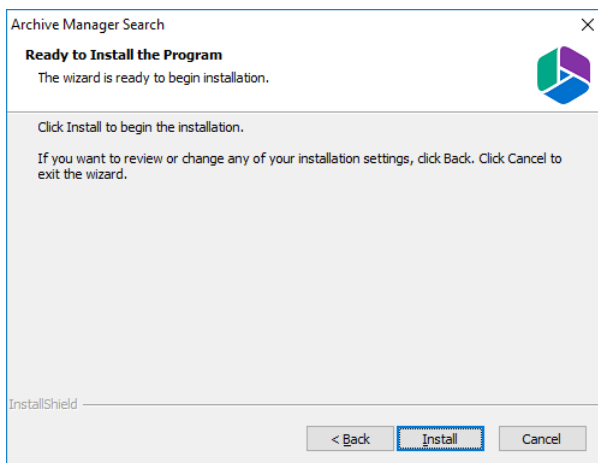 Archive Manager Search
Ready to Install the Program
The wizard is ready to begin installation.
Click Install to begin the installation.
If you want to review or change any of your installation settings, click Back. Click Cancel to
exit the wizard.
InstallShield
< Back Install Cancel